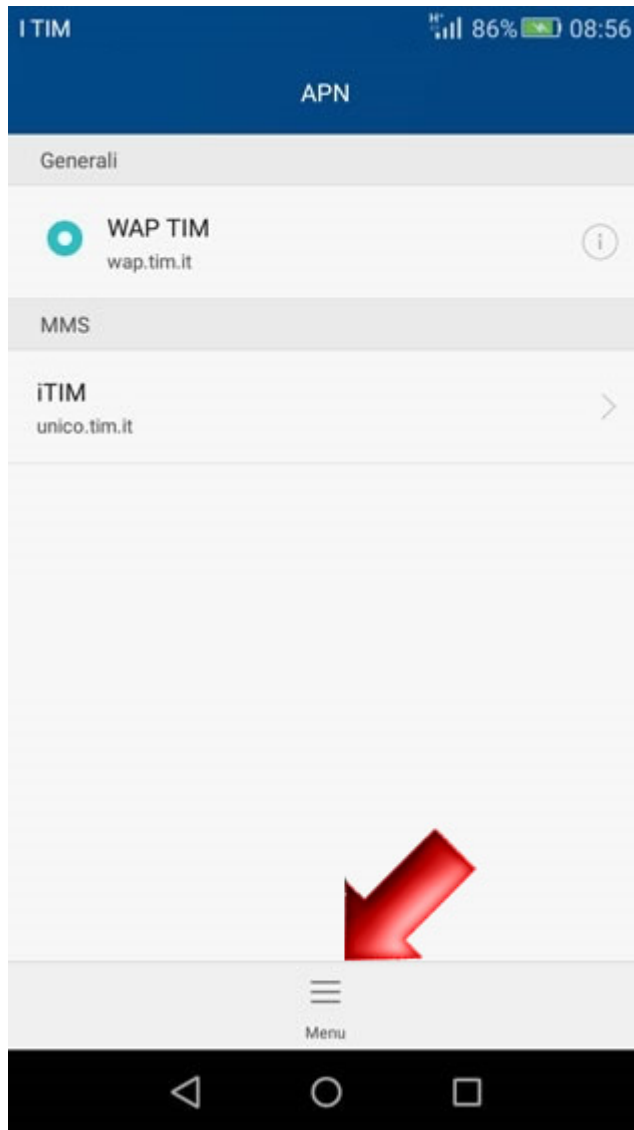 I TIM 86% 08:56
APN
Generali
WAP TIM
wap.tim.it
MMS
iTIM
unico.tim.it
Menu